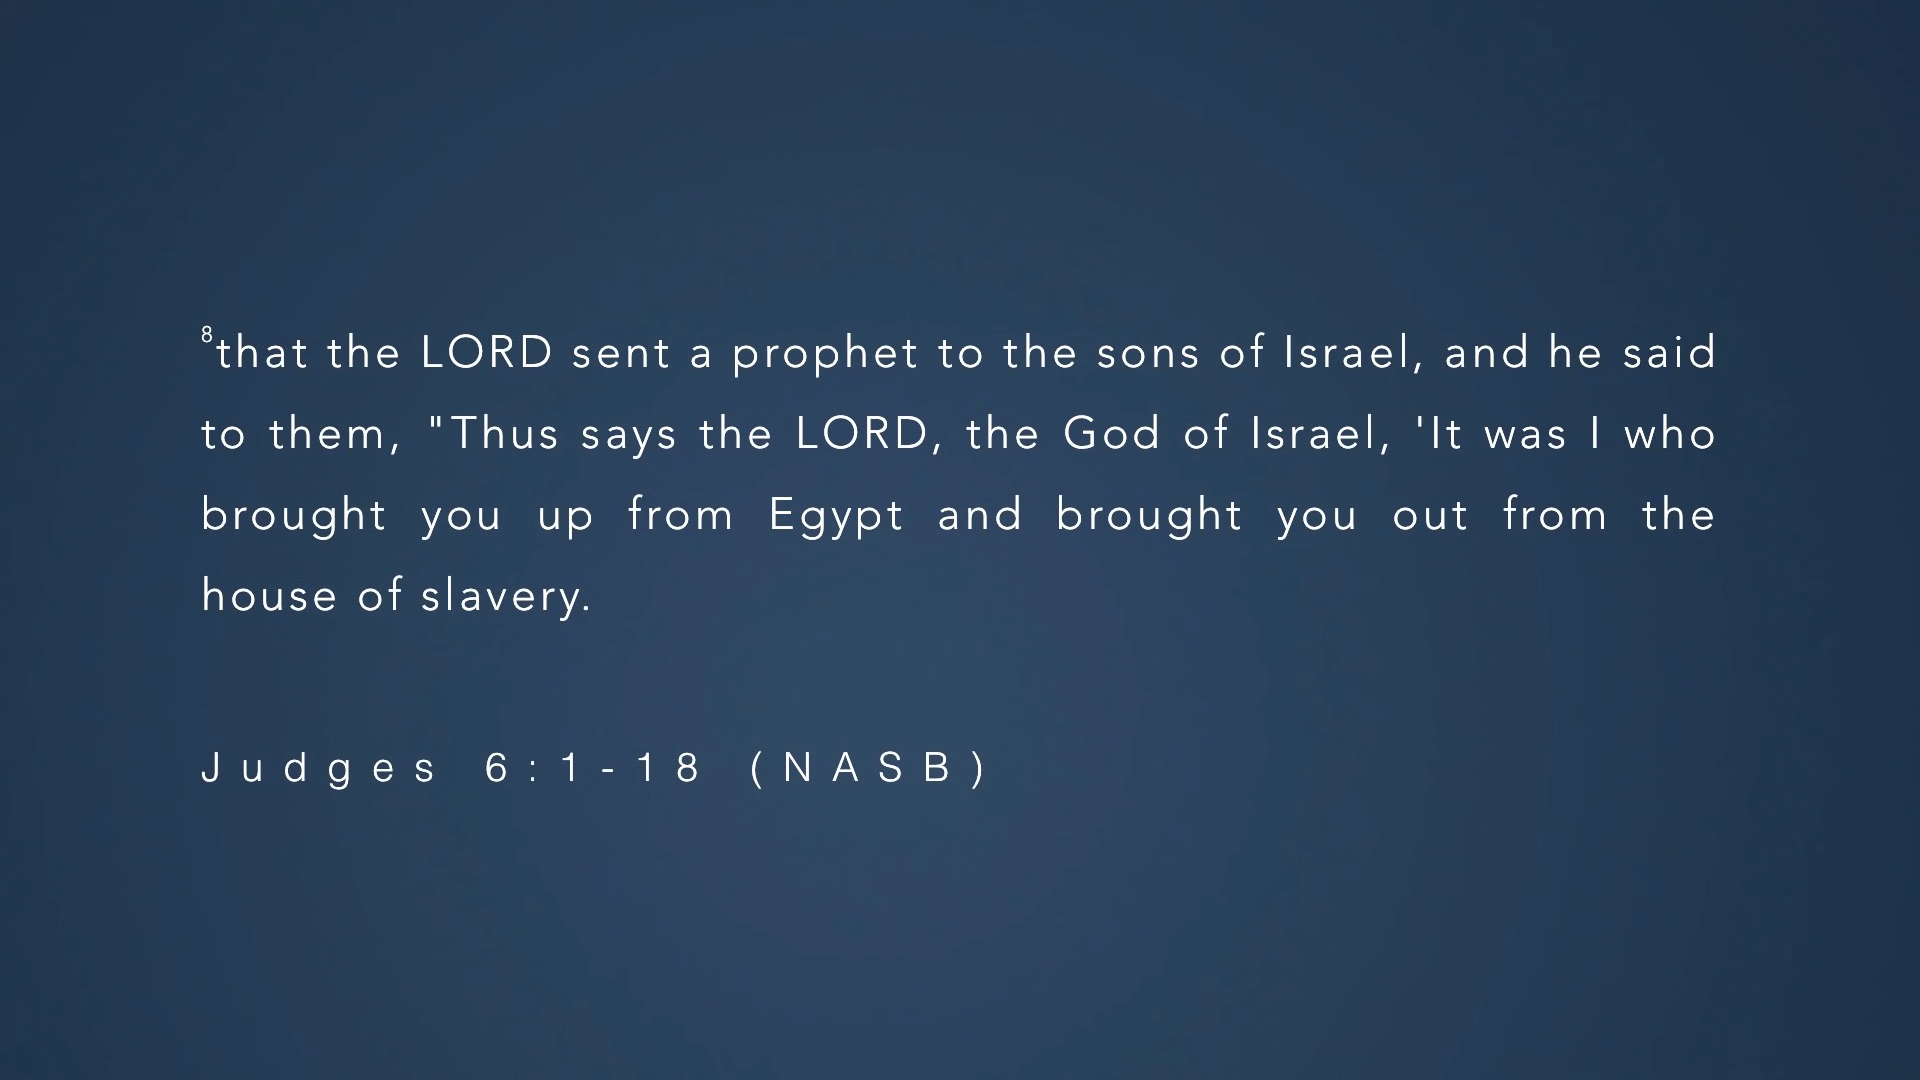 ⁸that the LORD sent a prophet to the sons of Israel, and he said
to them, "Thus says the LORD, the God of Israel, 'It was I who
brought you up from Egypt and brought you out from the
house of slavery.
Judges 6:1-18 (NASB)